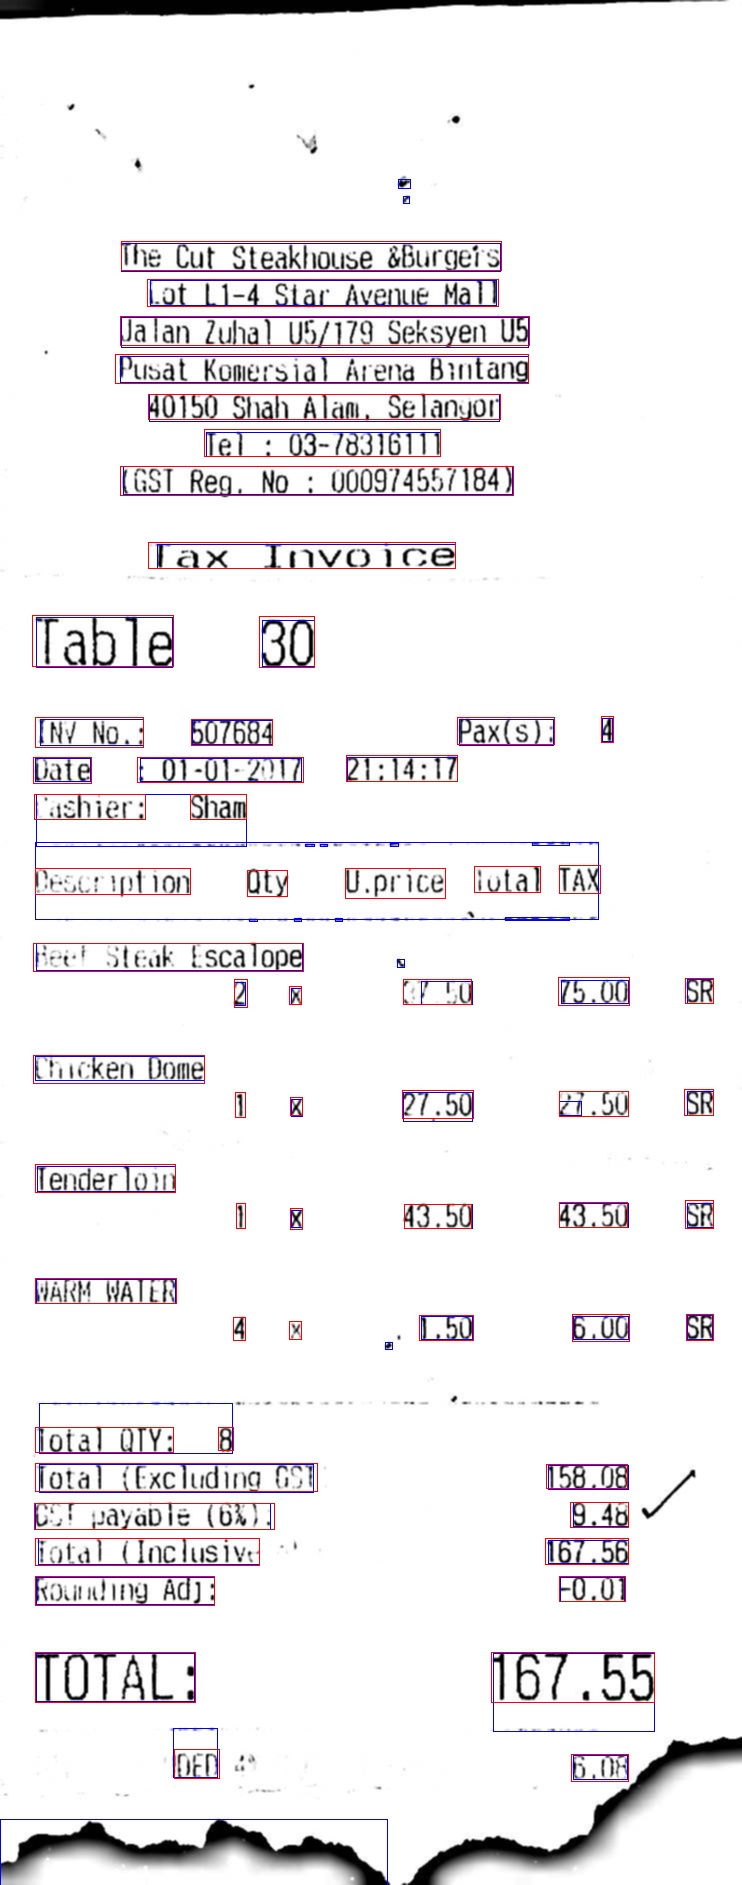 The Cut Steakhouse &Burgers
Lot L1-4 Star Avenue Mall
Jalan Zuhal U5/179 Seksyen U5
Pusat Komersial Arena Bintang
40150 Shah Alam, Selangor
Tel : 03-78316111
(GST Reg. No : 000974557184)
Tax Invoice
Table 30
INV No.: 507684 Pax(s): 4
Date : 01-01-2017 21:14:17
Cashier: Sham
Description Qty U.price Total TAX
Beef Steak Escalope
2 x 37.50 75.00 SR
Chicken Dome
1 x 27.50 27.50 SR
Tenderloin
1 x 43.50 43.50 SR
WARM WATER
4 x 1.50 6.00 SR
Total QTY: 8
Total (Excluding GST
158.08
GST payable (6%).
9.48
Total (Inclusive
167.56
Rounding Adj: -0.01
TOTAL: 167.55
6.08